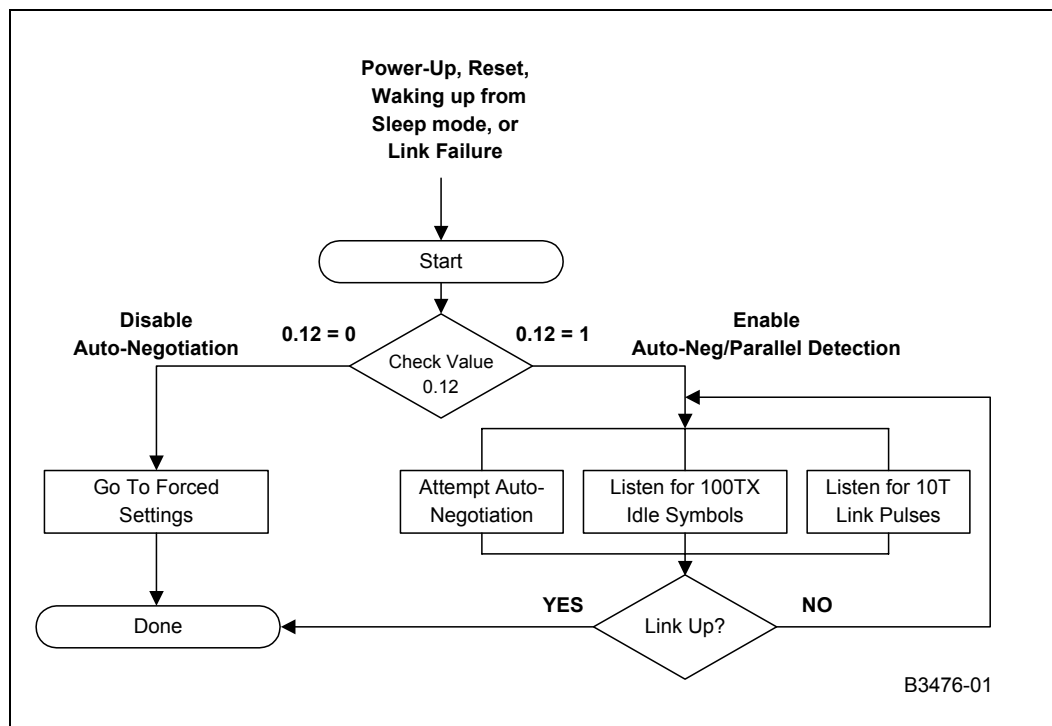 Power-Up, Reset,
Waking up from
Sleep mode, or
Link Failure
Start
Disable
Auto-Negotiation
0.12 = 0
0.12 = 1
Enable
Auto-Neg/Parallel Detection
Check Value
0.12
Go To Forced
Settings
Attempt Auto-
Negotiation
Listen for 100TX
Idle Symbols
Listen for 10T
Link Pulses
Done
YES
Link Up?
NO
B3476-01